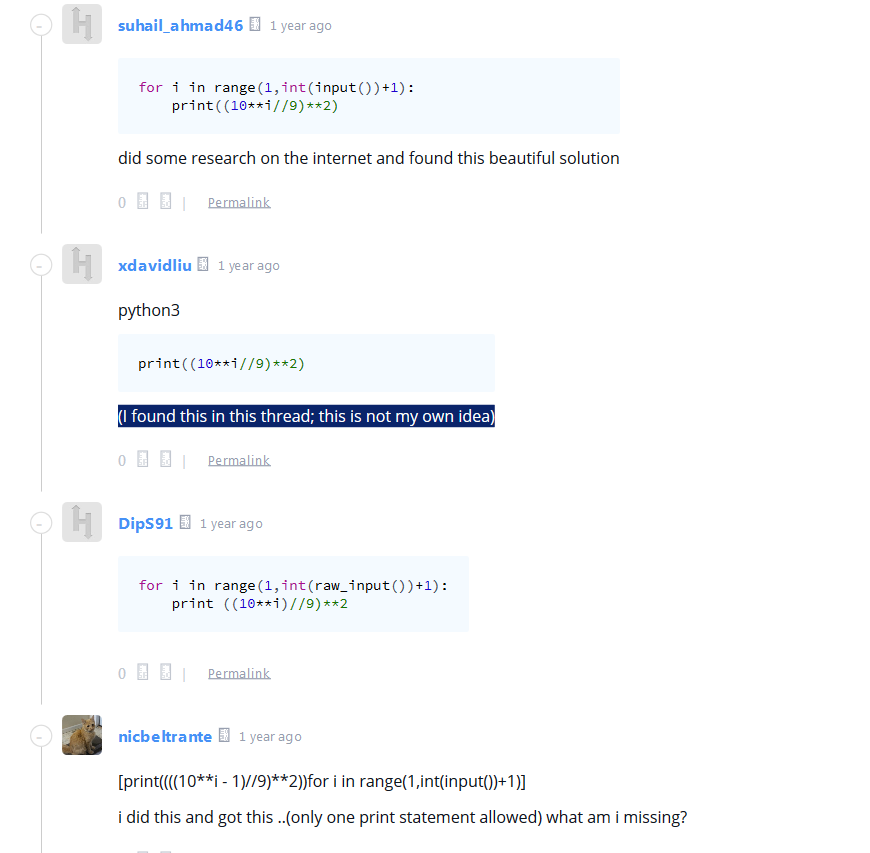 suhail_ahmad46 1 year ago
for i in range(1,int(input())+1):
    print((10**i//9)**2)
did some research on the internet and found this beautiful solution
0 | Permalink
xdavidliu 1 year ago
python3
print((10**i//9)**2)
(I found this in this thread; this is not my own idea)
0 | Permalink
DipS91 1 year ago
for i in range(1,int(raw_input())+1):
    print ((10**i)//9)**2
0 | Permalink
nicbeltrante 1 year ago
[print((((10**i - 1)//9)**2))for i in range(1,int(input())+1)]
i did this and got this ..(only one print statement allowed) what am i missing?